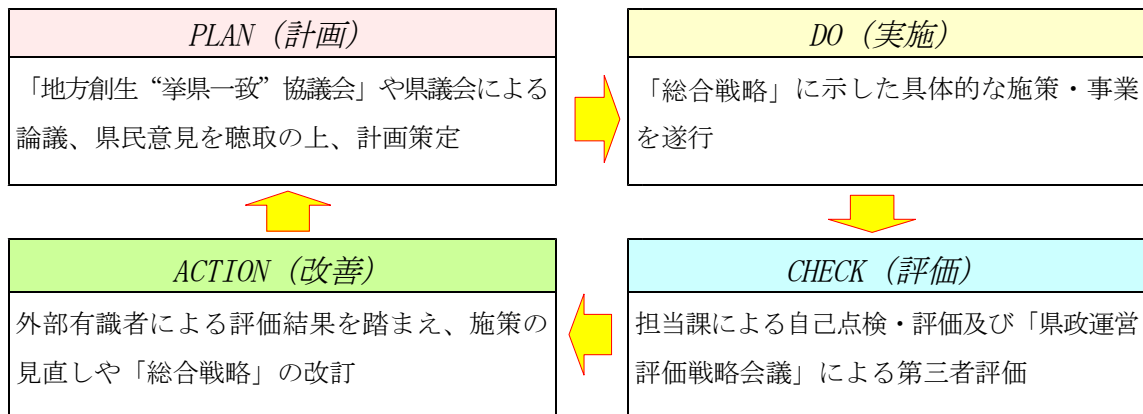 PLAN（計画）
「地方創生“挙県一致”協議会」や県議会による
論議、県民意見を聴取の上、計画策定
DO（実施）
「総合戦略」に示した具体的な施策・事業
を遂行
ACTION（改善）
外部有識者による評価結果を踏まえ、施策の
見直しや「総合戦略」の改訂
CHECK（評価）
担当課による自己点検・評価及び「県政運営
評価戦略会議」による第三者評価